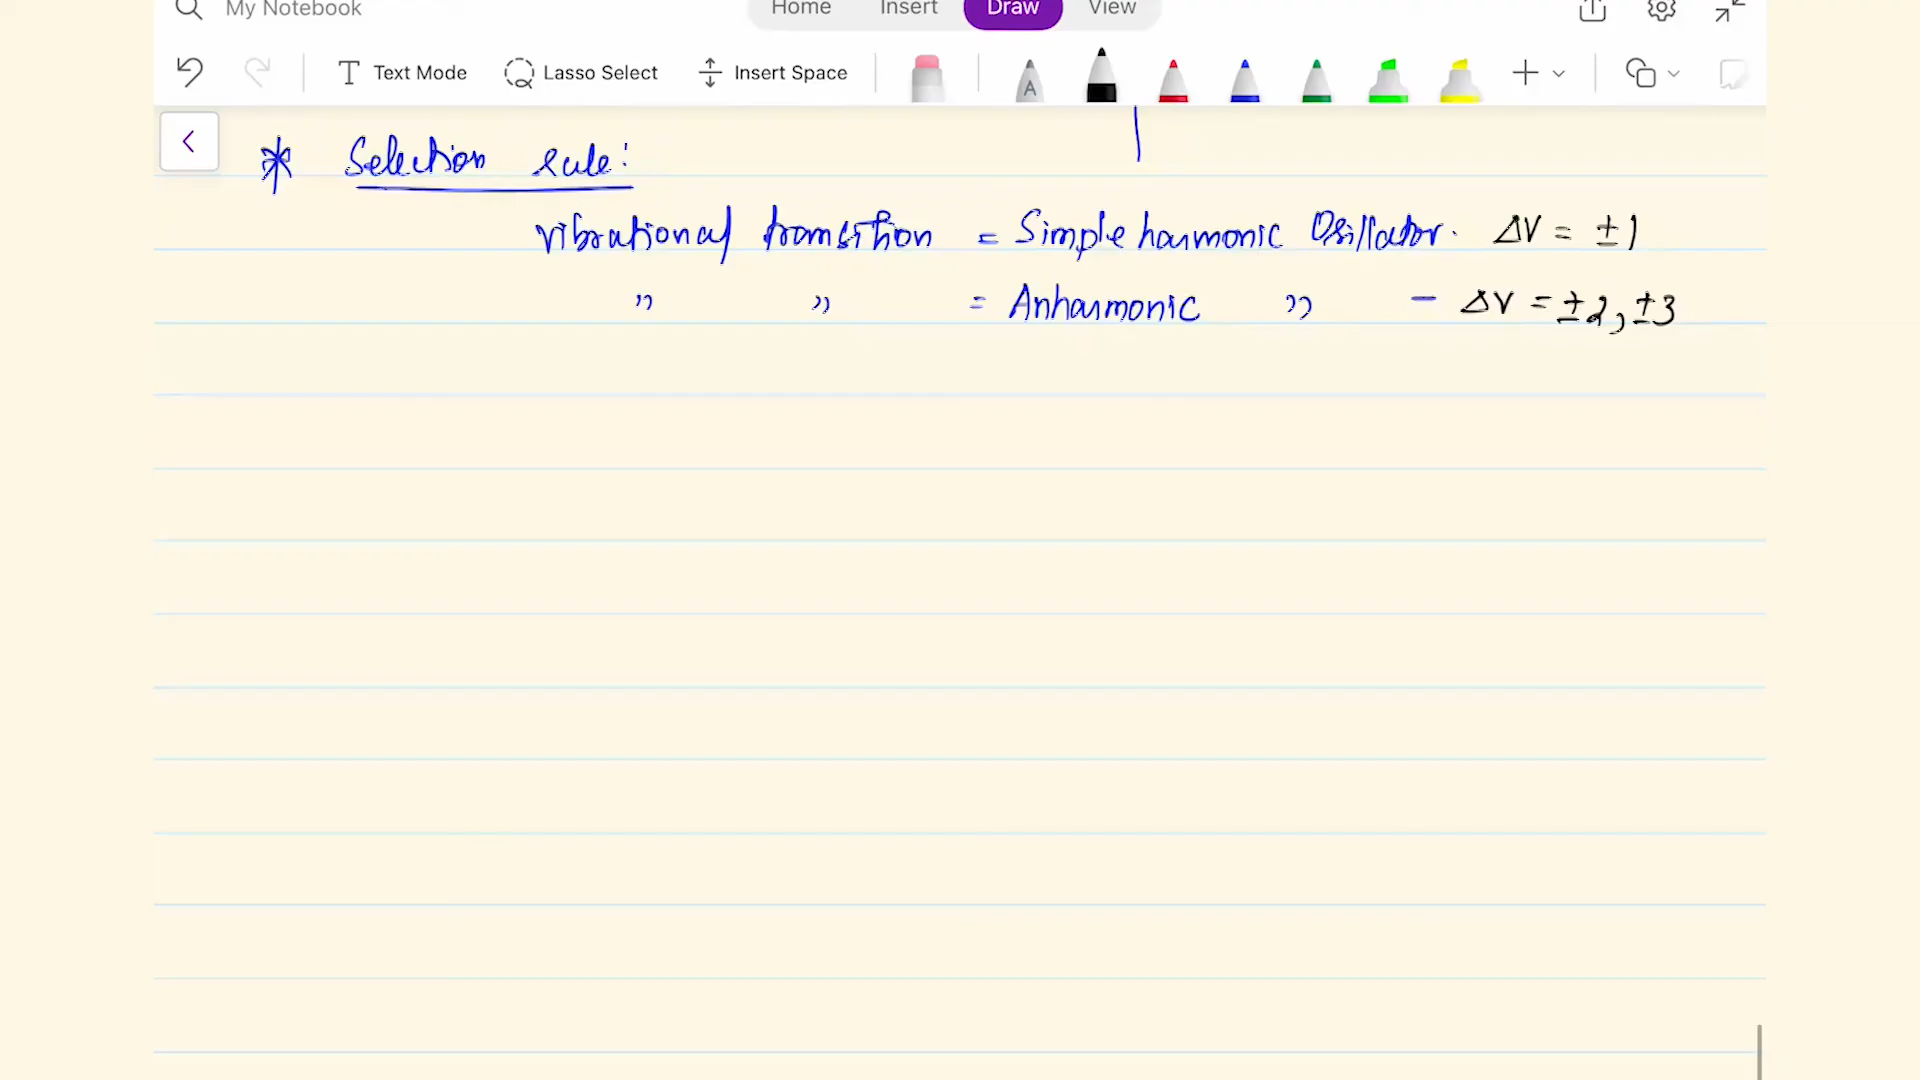 My Notebook Home Insert Draw View
Text Mode Lasso Select Insert Space A
* Selection rule:
vibrational transition = Simple harmonic Osillator. ΔV = ±1
" " = Anharmonic " - ΔV = ±2, ±3